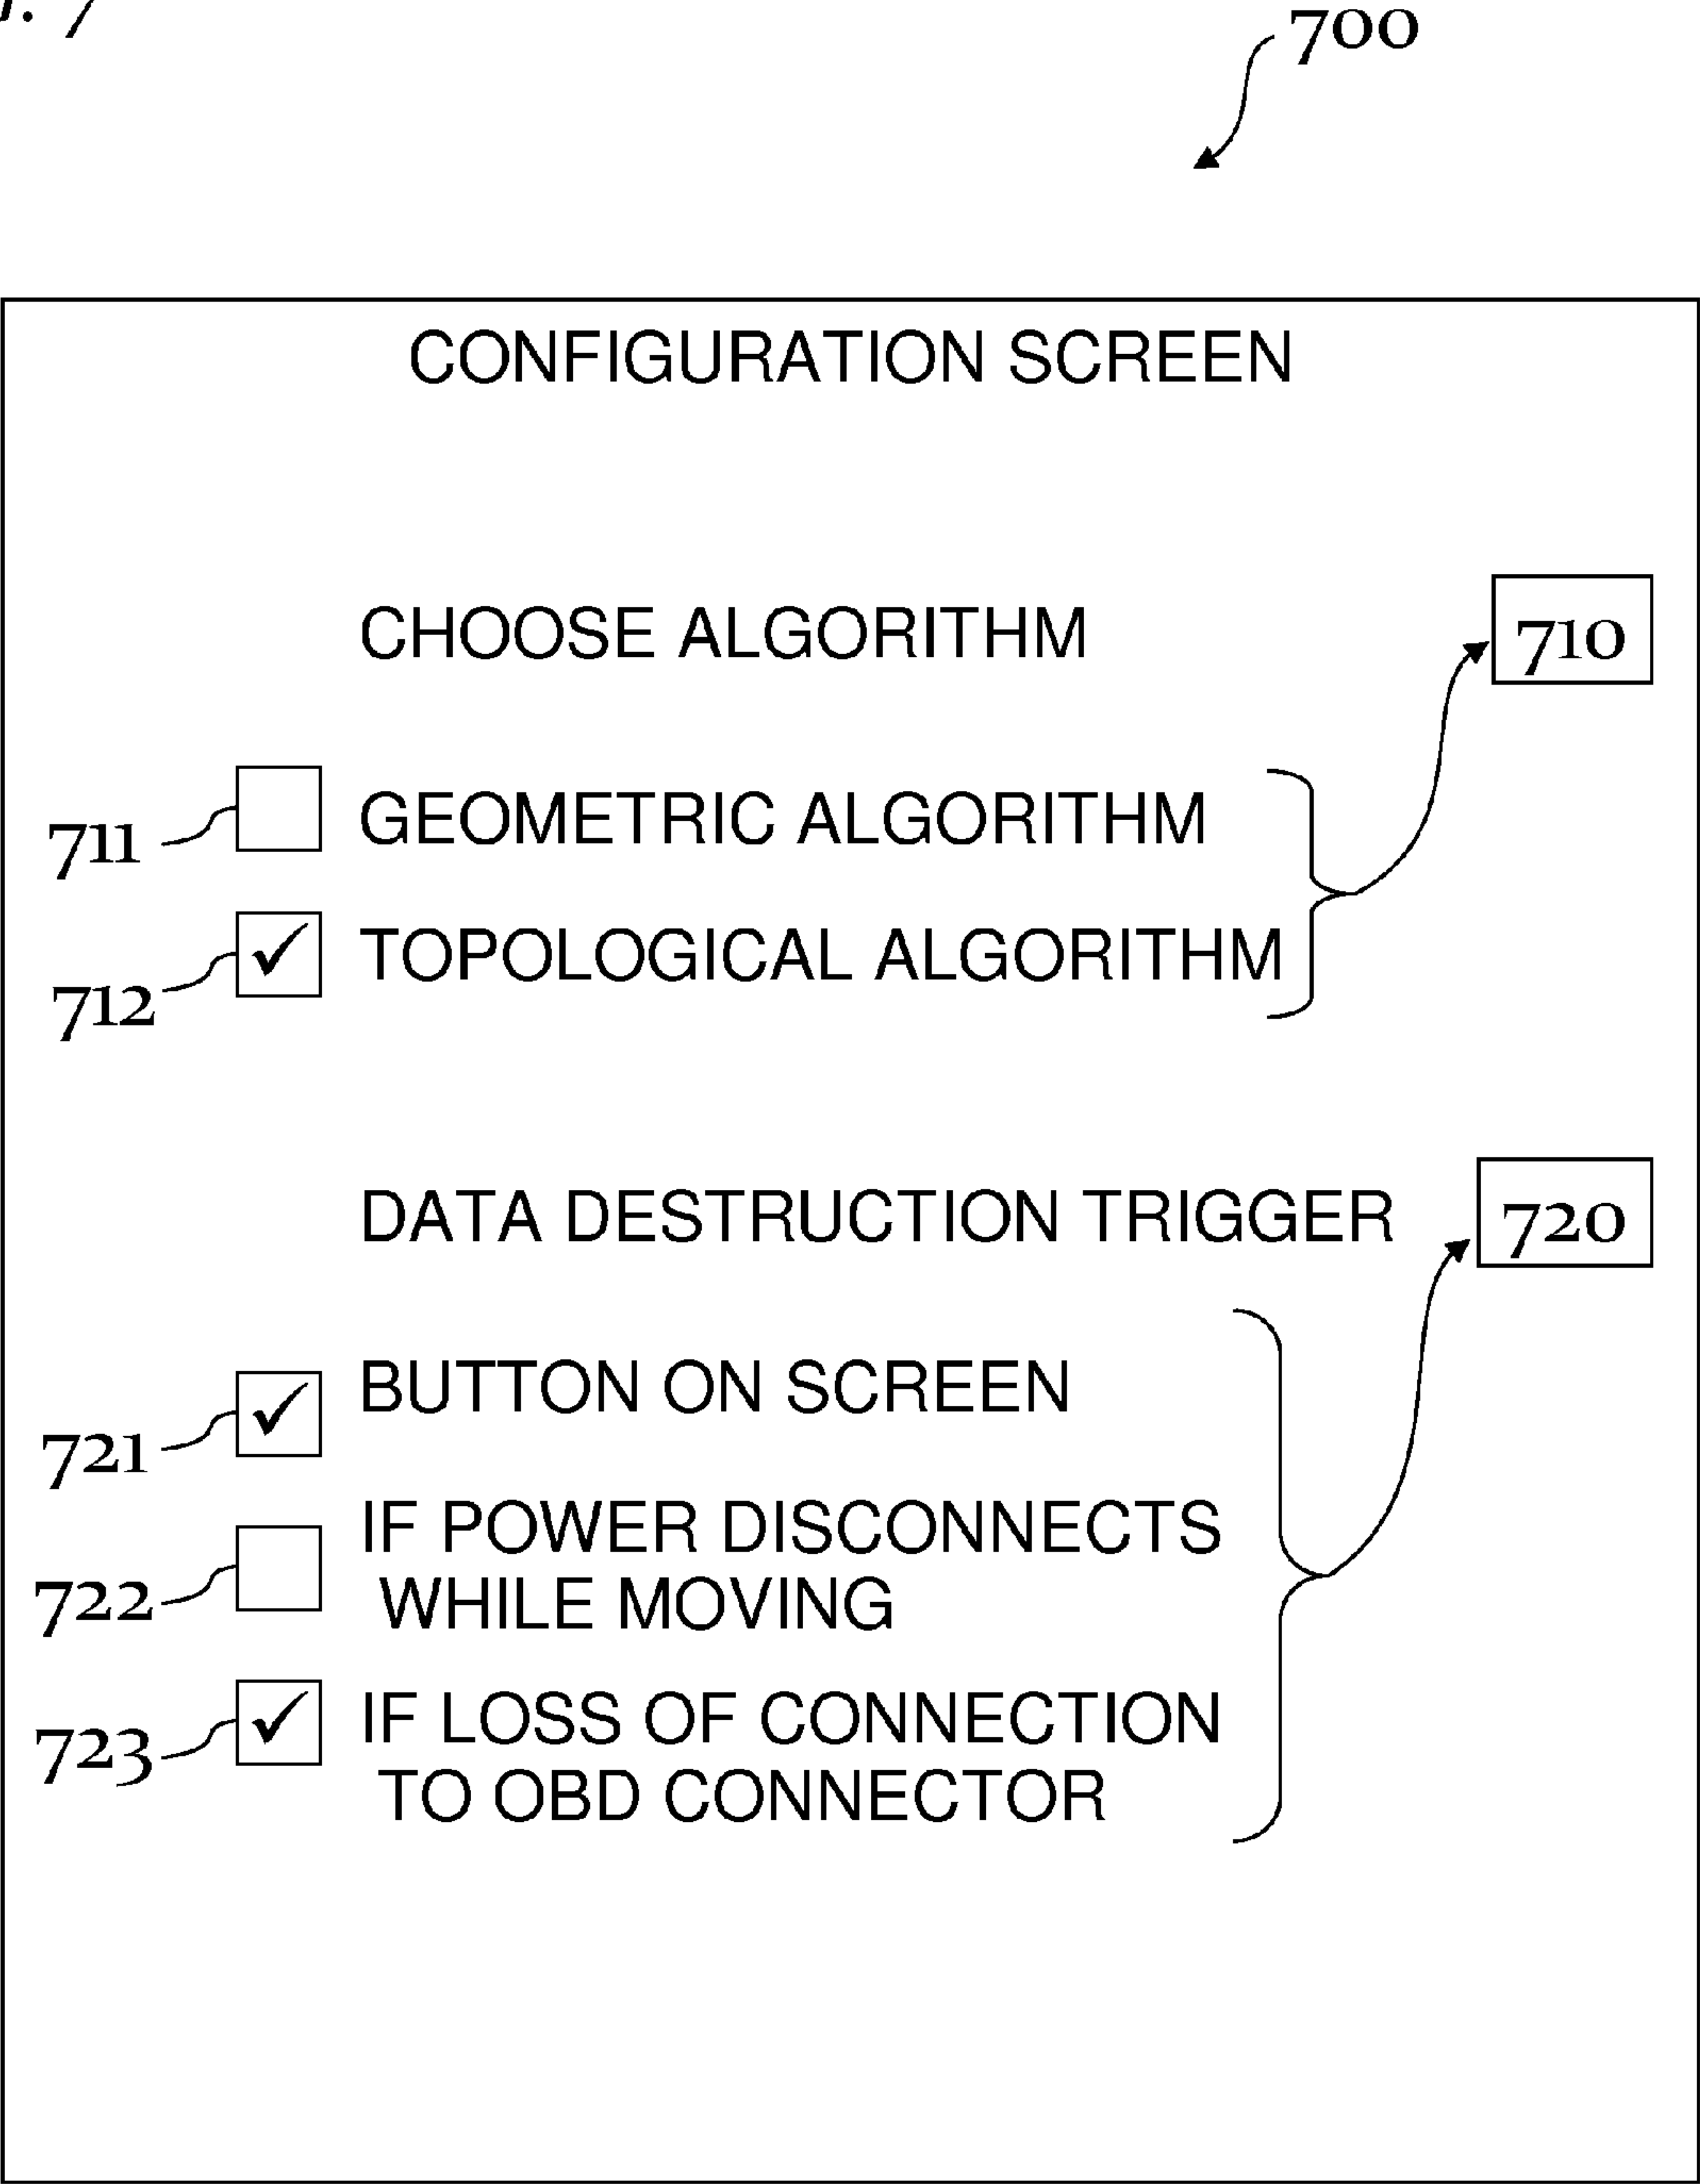 . 7
700
CONFIGURATION SCREEN
CHOOSE ALGORITHM
710
711
GEOMETRIC ALGORITHM
712
TOPOLOGICAL ALGORITHM
DATA DESTRUCTION TRIGGER
720
721
BUTTON ON SCREEN
722
IF POWER DISCONNECTS
WHILE MOVING
723
IF LOSS OF CONNECTION
TO OBD CONNECTOR